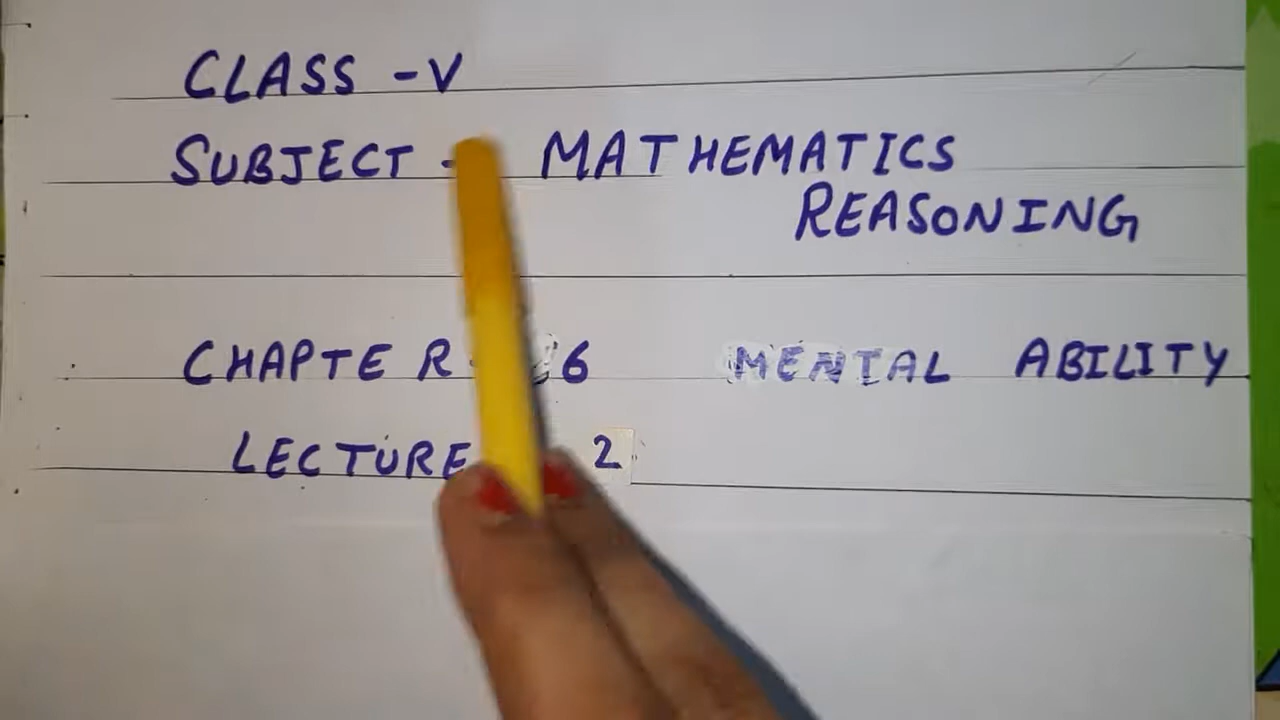 CLASS - V
SUBJECT - MATHEMATICS
REASONING
CHAPTER 6 MENTAL ABILITY
LECTURE 2